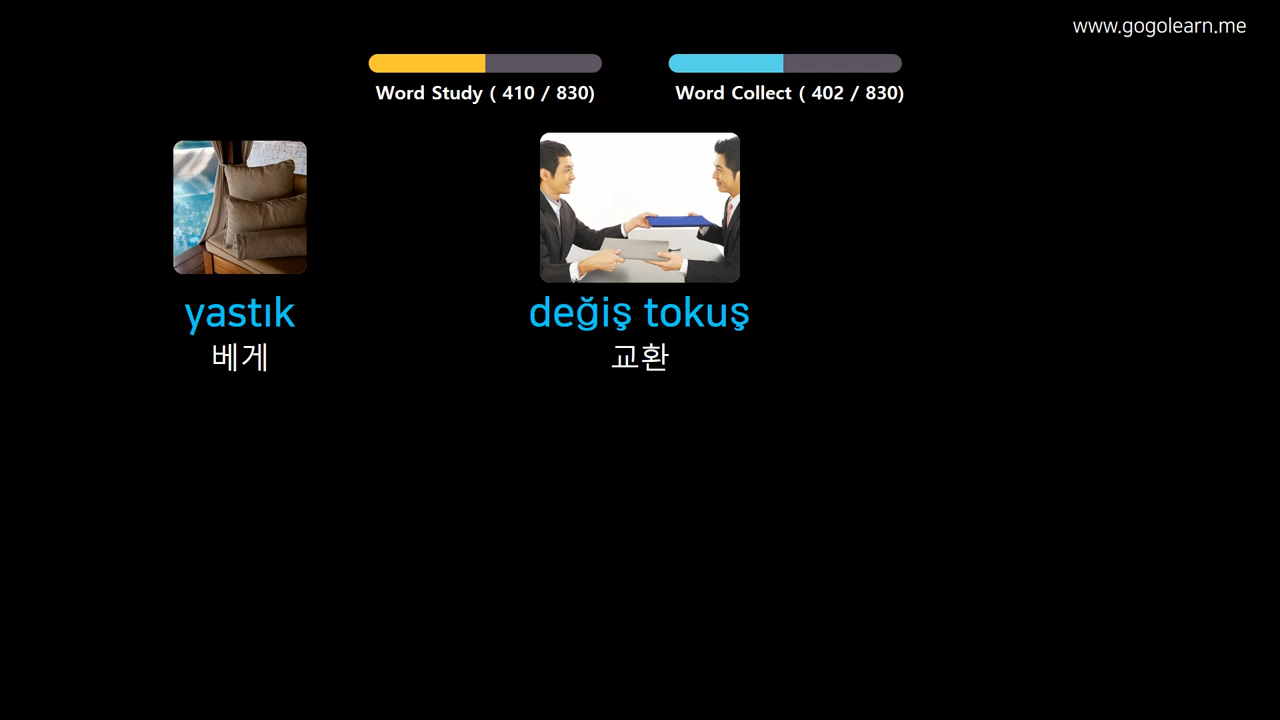 www.gogolearn.me
Word Study ( 410 / 830)
Word Collect ( 402 / 830)
yastık
베게
değiş tokuş
교환